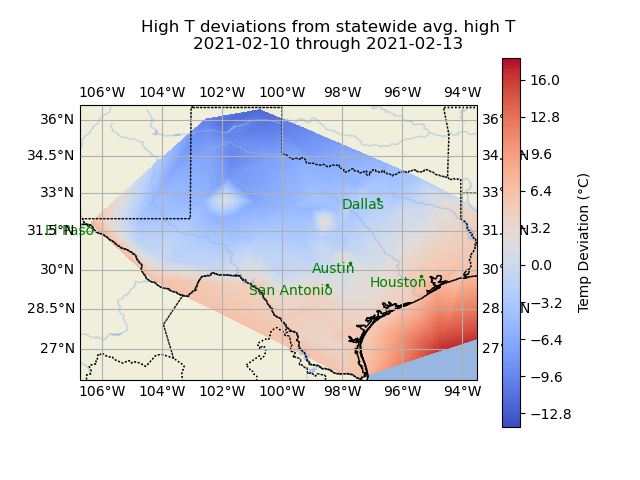 High T deviations from statewide avg. high T
2021-02-10 through 2021-02-13
106°W 104°W 102°W 100°W 98°W 96°W 94°W
36°N 36°N
34.5°N 34.5°N
33°N 33°N
31.5°N 31.5°N
30°N 30°N
28.5°N 28.5°N
27°N 27°N
El Paso
Dallas
Austin
Houston
San Antonio
106°W 104°W 102°W 100°W 98°W 96°W 94°W
16.0
12.8
9.6
6.4
3.2
0.0
−3.2
−6.4
−9.6
−12.8
Temp Deviation (°C)